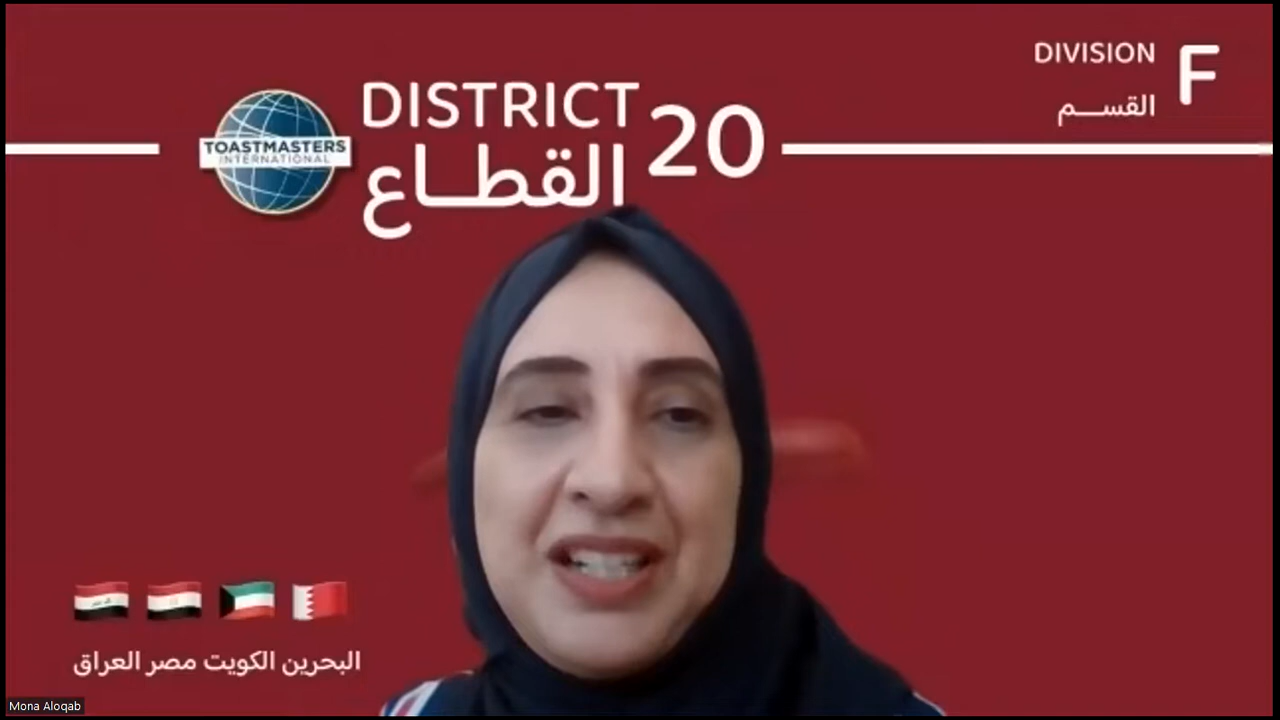 DIVISION F
القسم
DISTRICT 20
القطاع
TOASTMASTERS
INTERNATIONAL
البحرين الكويت مصر العراق
Mona Aloqab